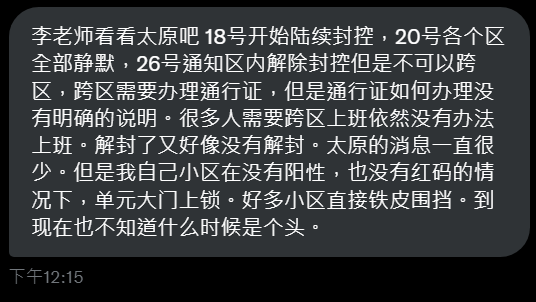 李老师看看太原吧 18号开始陆续封控，20号各个区
全部静默，26号通知区内解除封控但是不可以跨
区，跨区需要办理通行证，但是通行证如何办理没
有明确的说明。很多人需要跨区上班依然没有办法
上班。解封了又好像没有解封。太原的消息一直很
少。但是我自己小区在没有阳性，也没有红码的情
况下，单元大门上锁。好多小区直接铁皮围挡。到
现在也不知道什么时候是个头。
下午12:15